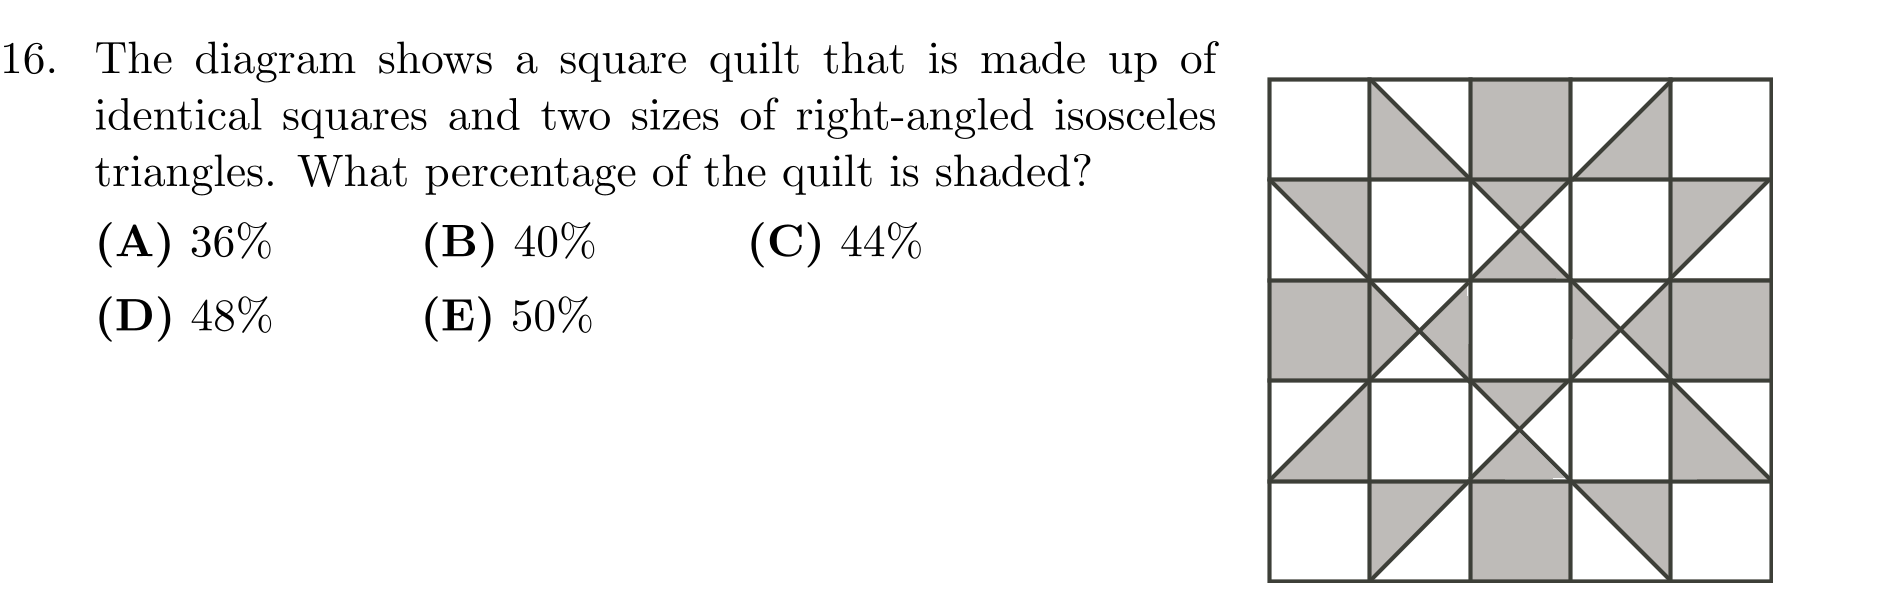 16. The diagram shows a square quilt that is made up of
identical squares and two sizes of right-angled isosceles
triangles. What percentage of the quilt is shaded?
(A) 36% (B) 40% (C) 44%
(D) 48% (E) 50%